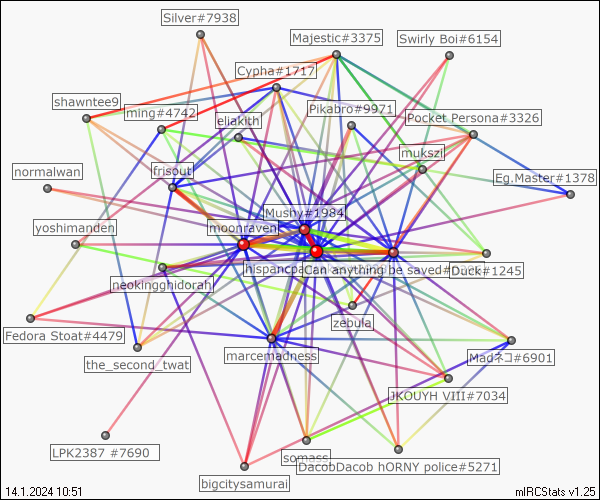 Silver#7938
Majestic#3375
Swirly Boi#6154
Cypha#1717
shawntee9
ming#4742
Pikabro#9971
eliakith
Pocket Persona#3326
mukszi
normalwan
frisout
Eg.Master#1378
Mushy#1984
yoshimanden
moonraven
hispancpa
Can anything be saved#
Duck#1245
neokingghidorah
zebula
Fedora Stoat#4479
the_second_twat
marcemadness
Madネコ#6901
JKOUYH VIII#7034
LPK2387 #7690
somass
DacobDacob hORNY police#5271
bigcitysamurai
14.1.2024 10:51
mIRCStats v1.25